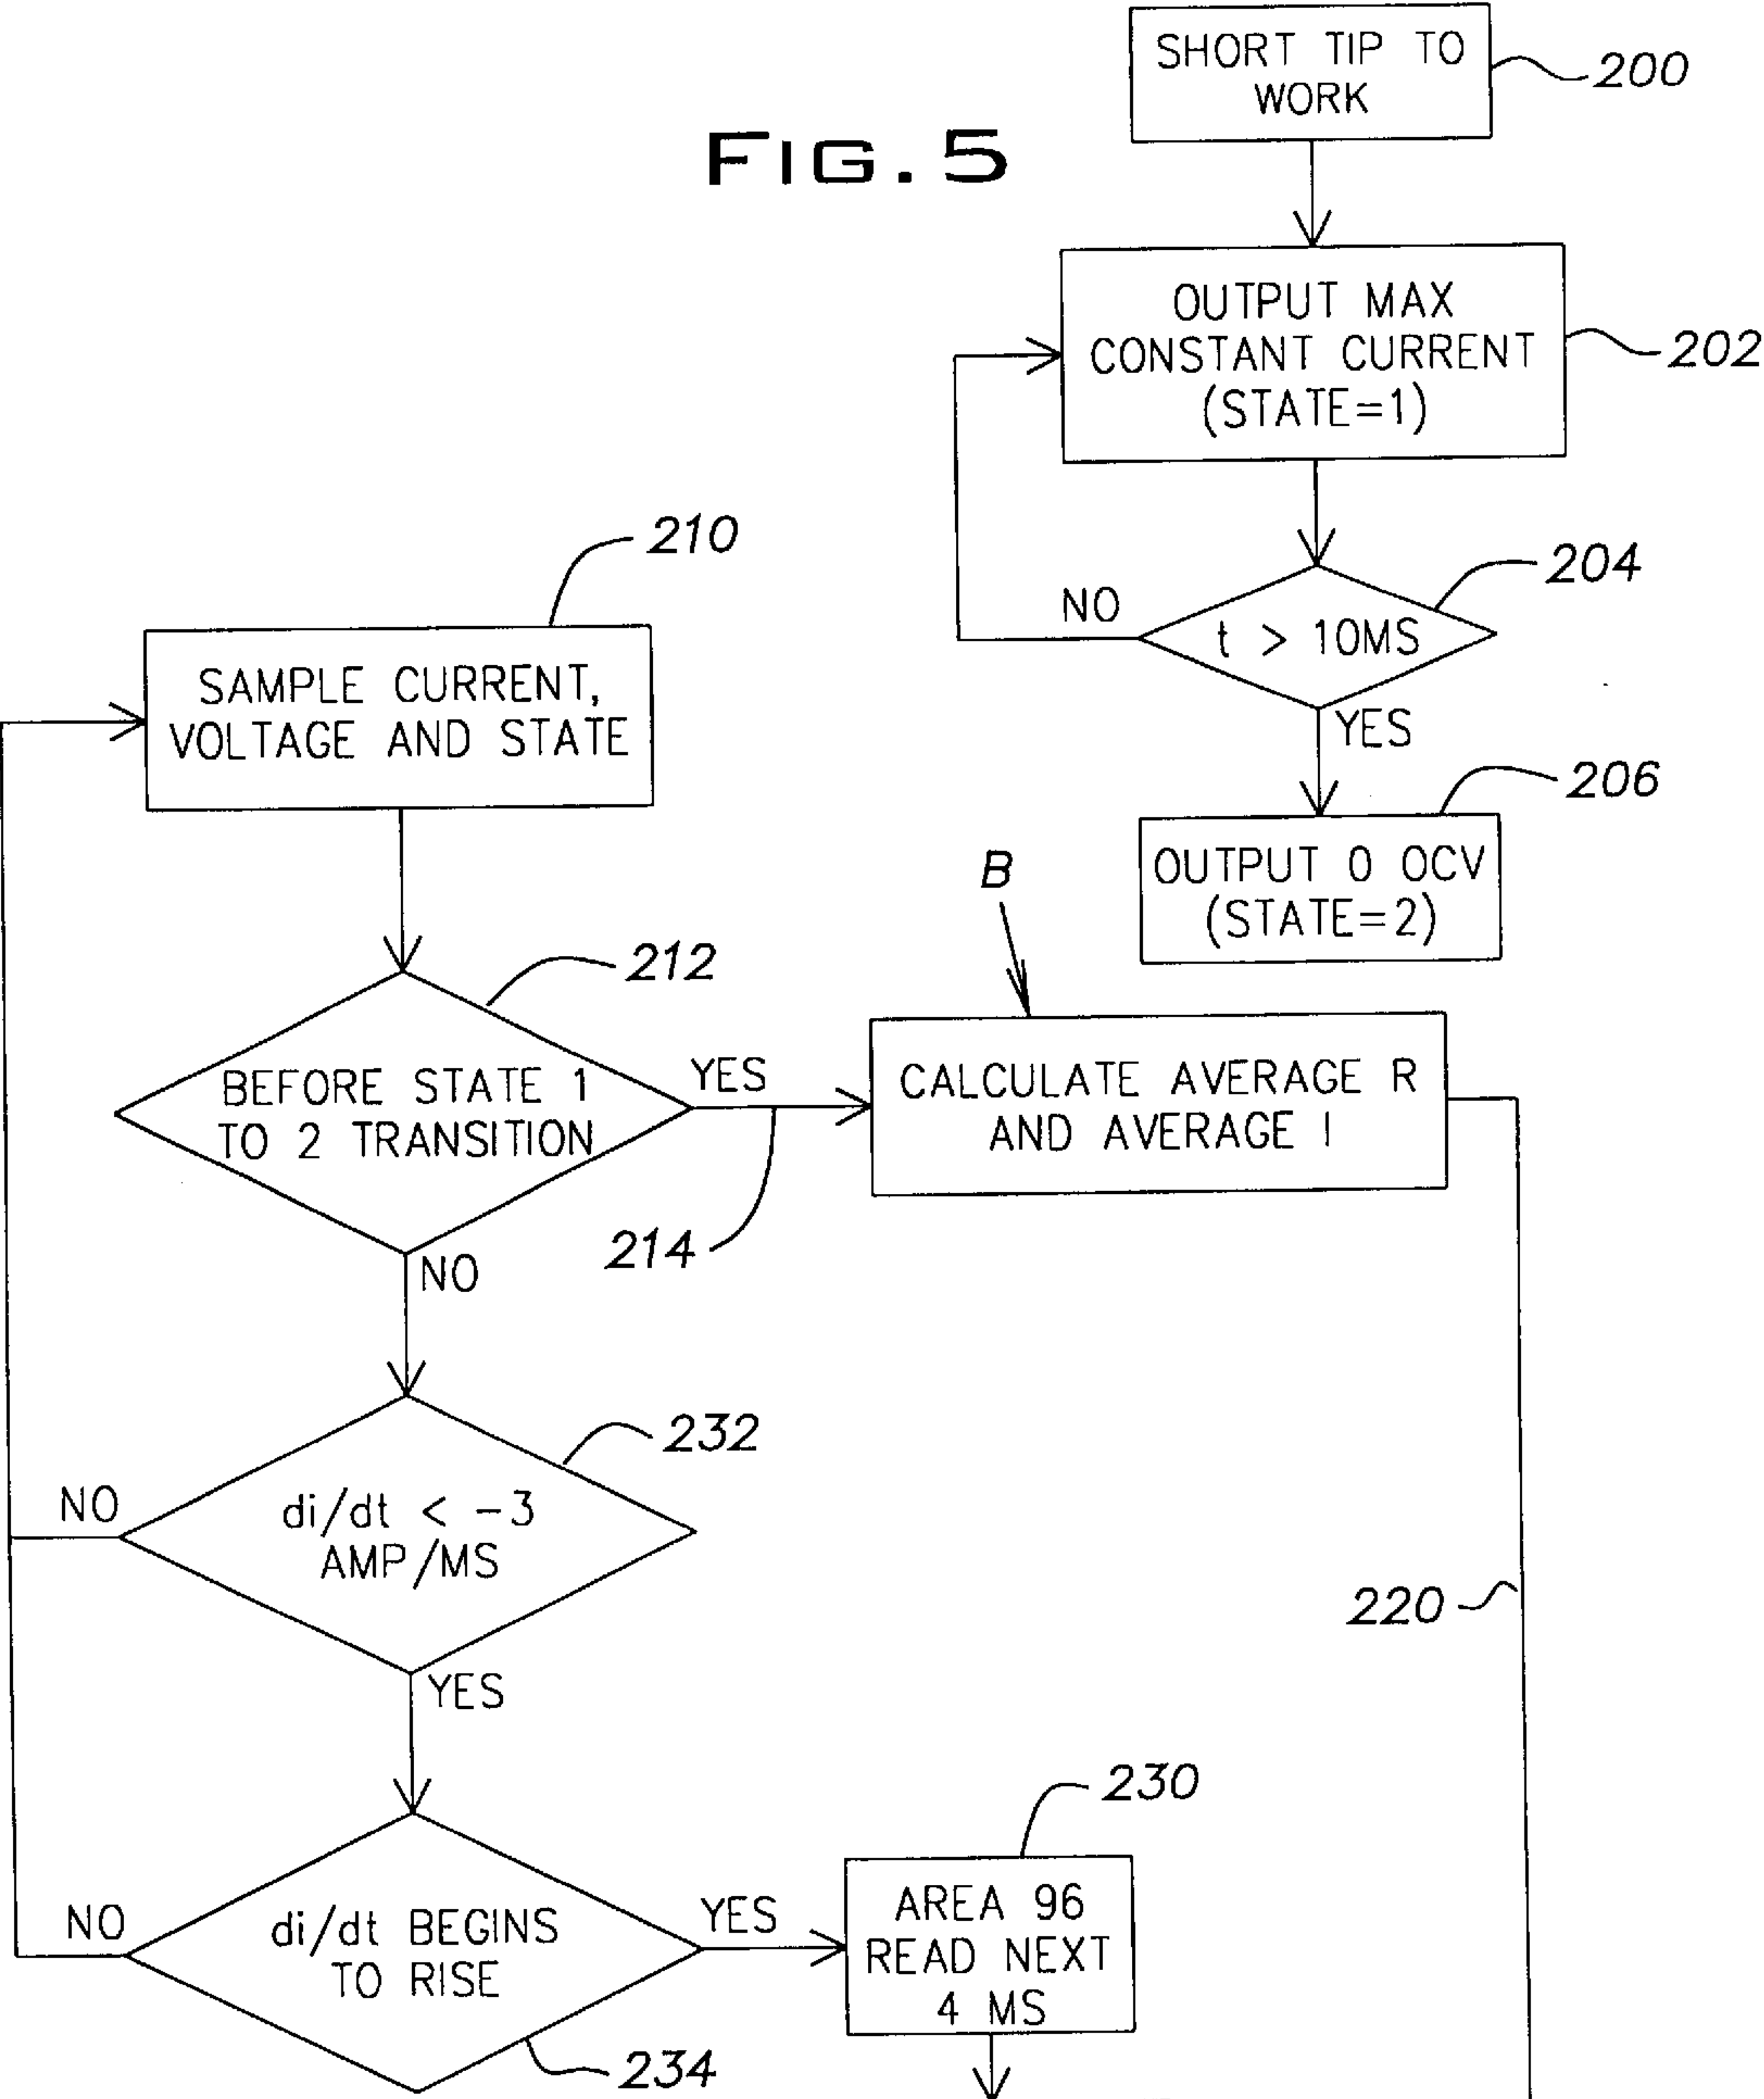 FIG. 5
SHORT TIP TO
WORK
200
OUTPUT MAX
CONSTANT CURRENT
(STATE=1)
202
204
NO
t > 10MS
YES
206
OUTPUT 0 OCV
(STATE=2)
210
SAMPLE CURRENT,
VOLTAGE AND STATE
212
BEFORE STATE 1
TO 2 TRANSITION
YES
214
B
CALCULATE AVERAGE R
AND AVERAGE I
NO
232
NO
di/dt < -3
AMP/MS
220
YES
230
NO
di/dt BEGINS
TO RISE
YES
AREA 96
READ NEXT
4 MS
234